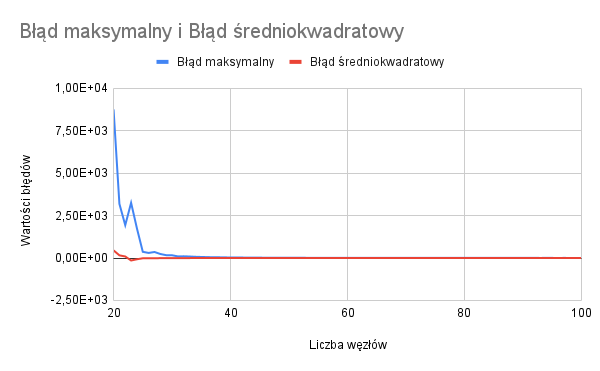 Błąd maksymalny i Błąd średniokwadratowy
Błąd maksymalny Błąd średniokwadratowy
1,00E+04
7,50E+03
5,00E+03
2,50E+03
0,00E+00
-2,50E+03
Wartości błędów
20 40 60 80 100
Liczba węzłów